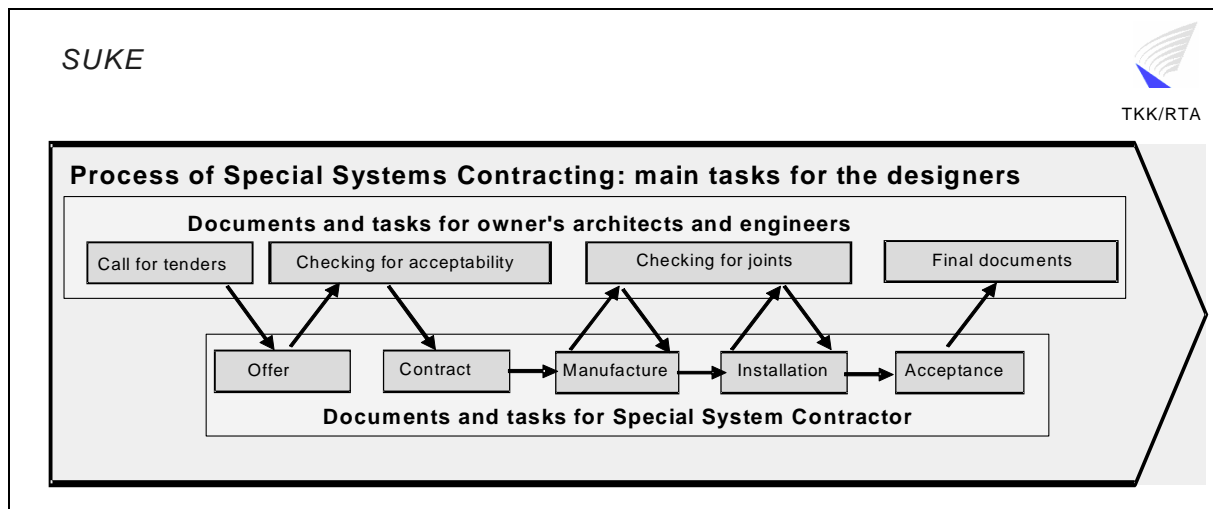 SUKE
TKK/RTA
Process of Special Systems Contracting: main tasks for the designers
Documents and tasks for owner's architects and engineers
Call for tenders
Checking for acceptability
Checking for joints
Final documents
Offer
Contract
Manufacture
Installation
Acceptance
Documents and tasks for Special System Contractor